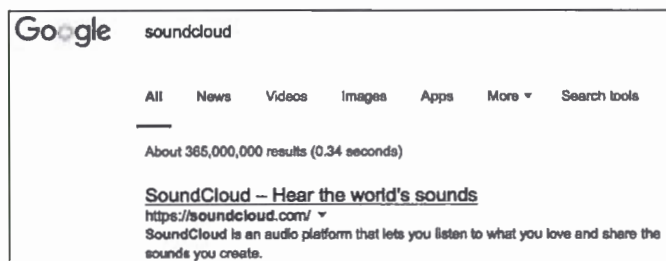 Google soundcloud
All News Videos Images Apps More ▾ Search tools
About 365,000,000 results (0.34 seconds)
SoundCloud – Hear the world's sounds
https://soundcloud.com/ ▾
SoundCloud is an audio platform that lets you listen to what you love and share the
sounds you create.